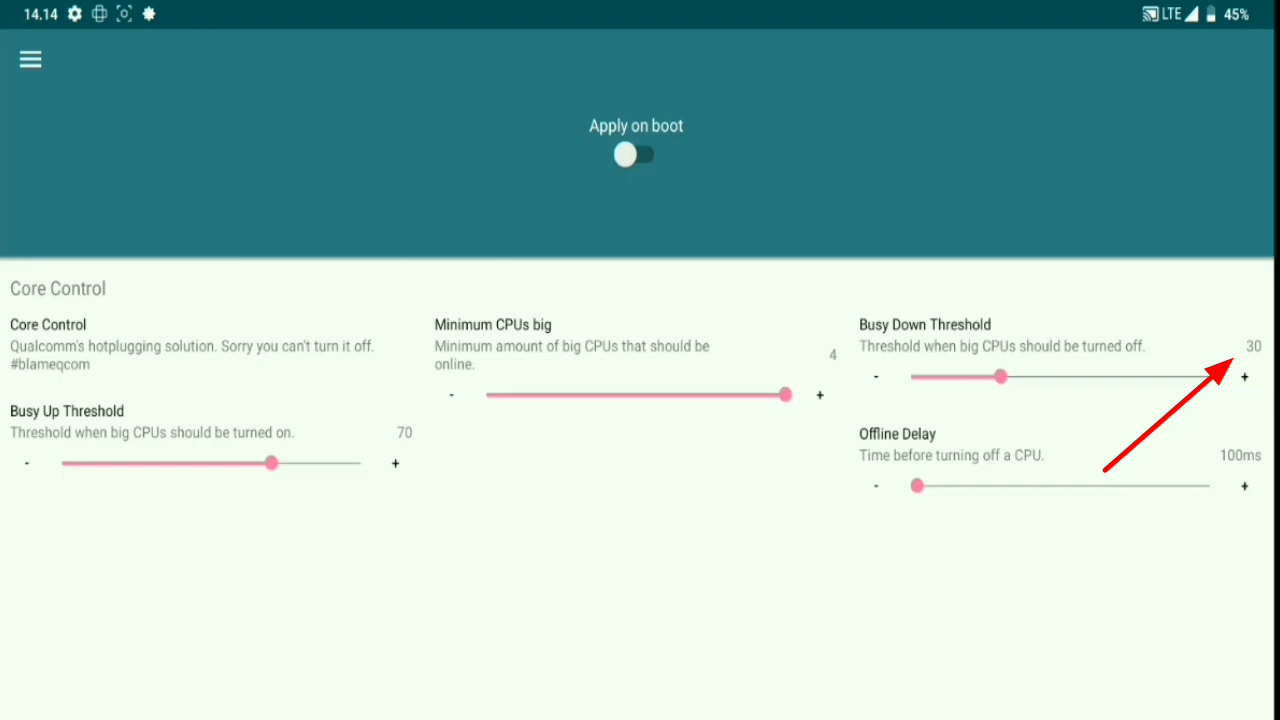 14.14 LTE 45%
Apply on boot
Core Control
Core Control
Qualcomm's hotplugging solution. Sorry you can't turn it off.
#blameqcom
Busy Up Threshold
Threshold when big CPUs should be turned on. 70
- +
Minimum CPUs big
Minimum amount of big CPUs that should be
online. 4
- +
Busy Down Threshold
Threshold when big CPUs should be turned off. 30
- +
Offline Delay
Time before turning off a CPU. 100ms
- +